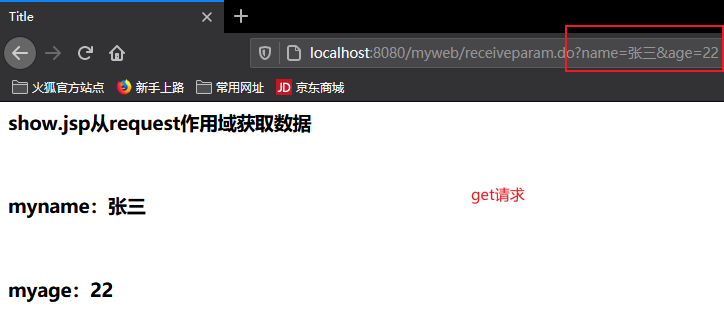 Title
localhost:8080/myweb/receiveparam.do?name=张三&age=22
火狐官方站点 新手上路 常用网址 JD 京东商城
show.jsp从request作用域获取数据
get请求
myname：张三
myage：22